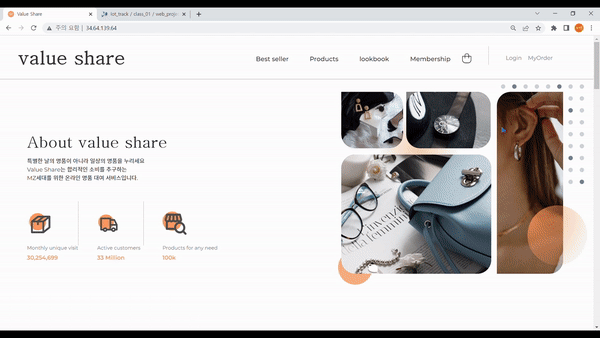 Value Share
iot_track / class_01 / web_proje
주의 요함 | 34.64.139.64
value share
Best seller
Products
lookbook
Membership
Login
MyOrder
About value share
특별한 날의 명품이 아니라 일상의 명품을 누리세요
Value Share는 합리적인 소비를 추구하는
MZ세대를 위한 온라인 명품 대여 서비스입니다.
Monthly unique visit
Active customers
Products for any need
30,254,699
33 Million
100k